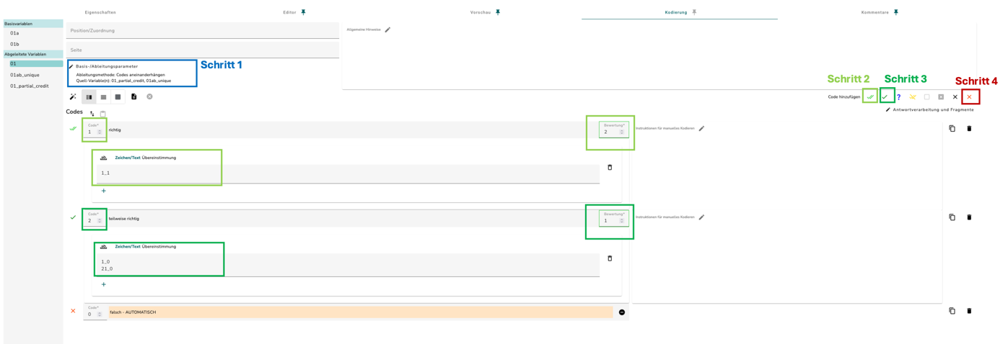 Eigenschaften
Editor
Vorschau
Kodierung
Kommentare
Basisvariablen
01a
01b
Abgeleitete Variablen
01
01ab_unique
01_partial_credit
Position/Zuordnung
Seite
Allgemeine Hinweise
Basis-/Ableitungsparameter
Ableitungsmethode: Codes aneinanderhängen
Quell-Variable(n): 01_partial_credit, 01ab_unique
Schritt 1
Schritt 2
Schritt 3
Schritt 4
Code hinzufügen
?
Antwortverarbeitung und Fragmente
Codes
Code*
1
richtig
Bewertung*
2
Instruktionen für manuelles Kodieren
Zeichen/Text Übereinstimmung
1_1
+
Code*
2
teilweise richtig
Bewertung*
1
Instruktionen für manuelles Kodieren
Zeichen/Text Übereinstimmung
1_0
21_0
+
Code*
0
falsch - AUTOMATISCH